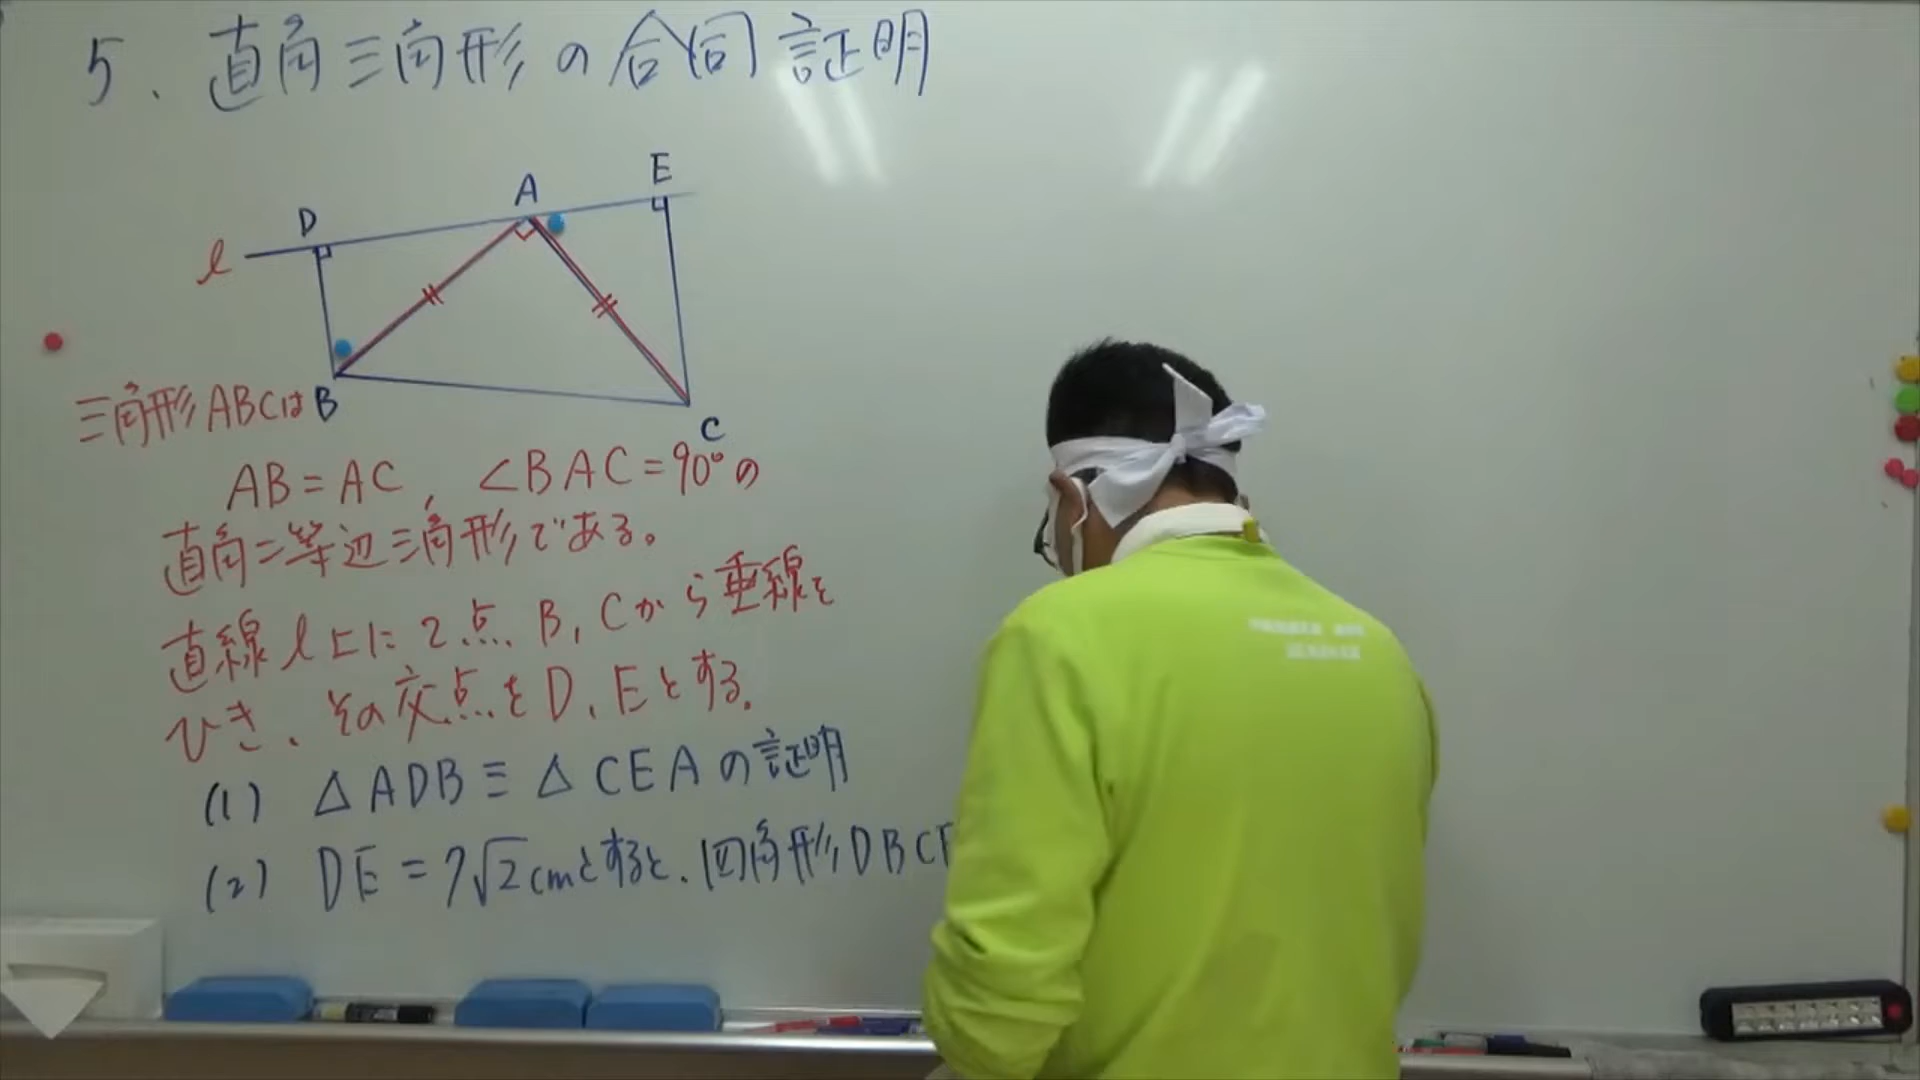 5、直角三角形の合同証明
E
A
D
l
三角形ABCは B
C
AB=AC, ∠BAC=90°の
直角二等辺三角形である。
直線l上に2点B,Cから垂線を
ひき、その交点をD,Eとする。
(1) △ADB≡△CEAの証明
(2) DE=7√2cmとすると、四角形DBCE